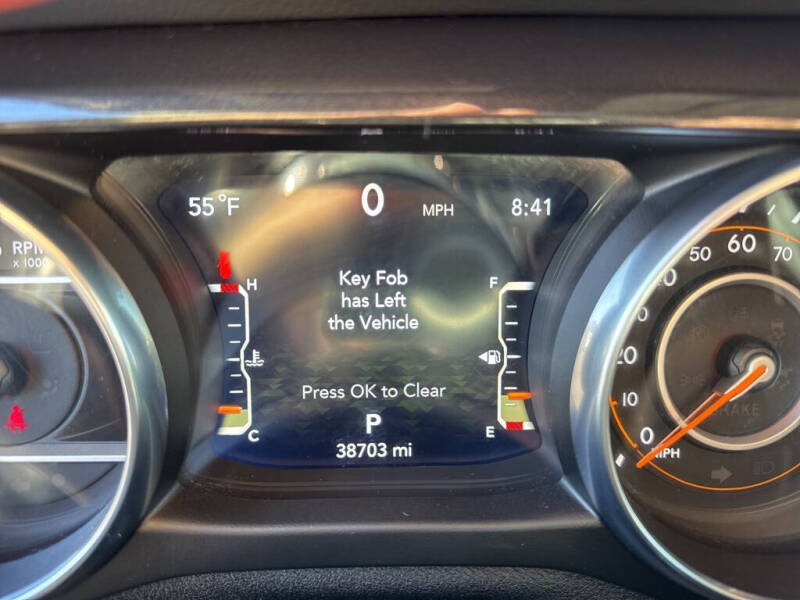 55 °F
0 MPH
8:41
RPM
x 1000
H
C
Key Fob
has Left
the Vehicle
Press OK to Clear
P
38703 mi
F
E
0
10
20
50
60
70
MPH
BRAKE